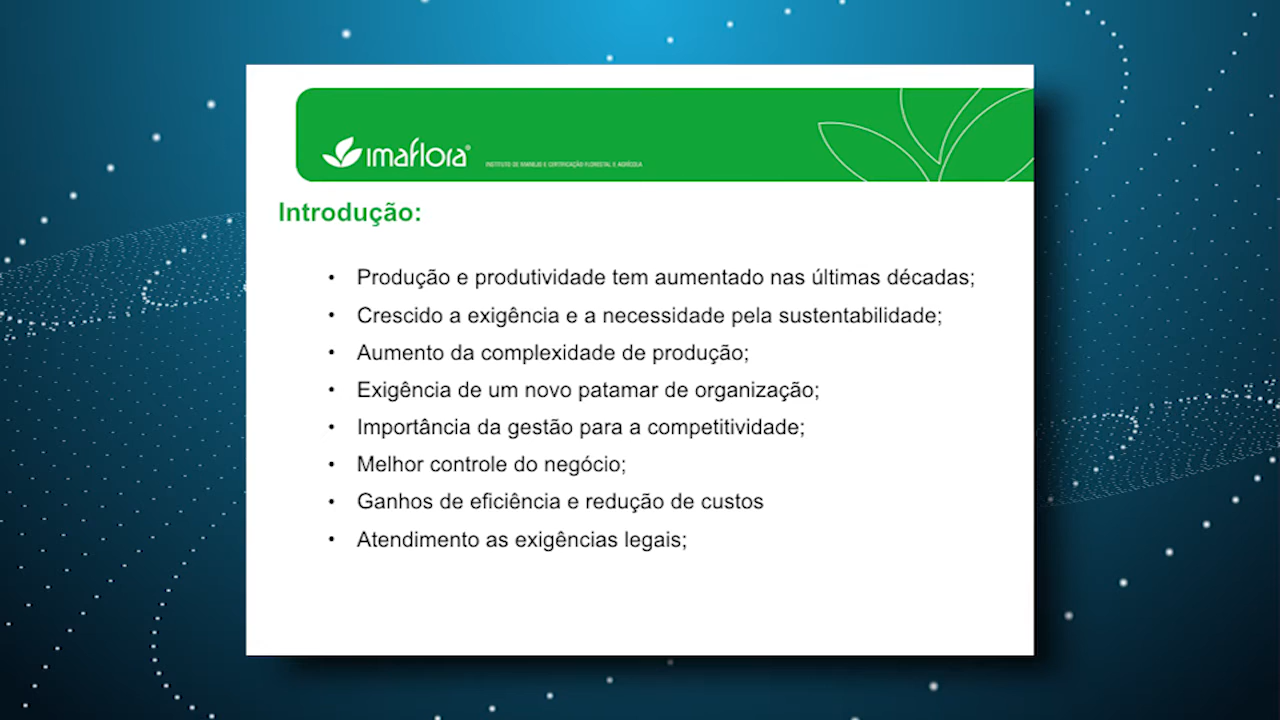 imaflora®
INSTITUTO DE MANEJO E CERTIFICAÇÃO FLORESTAL E AGRÍCOLA
Introdução:
• Produção e produtividade tem aumentado nas últimas décadas;
• Crescido a exigência e a necessidade pela sustentabilidade;
• Aumento da complexidade de produção;
• Exigência de um novo patamar de organização;
• Importância da gestão para a competitividade;
• Melhor controle do negócio;
• Ganhos de eficiência e redução de custos
• Atendimento as exigências legais;